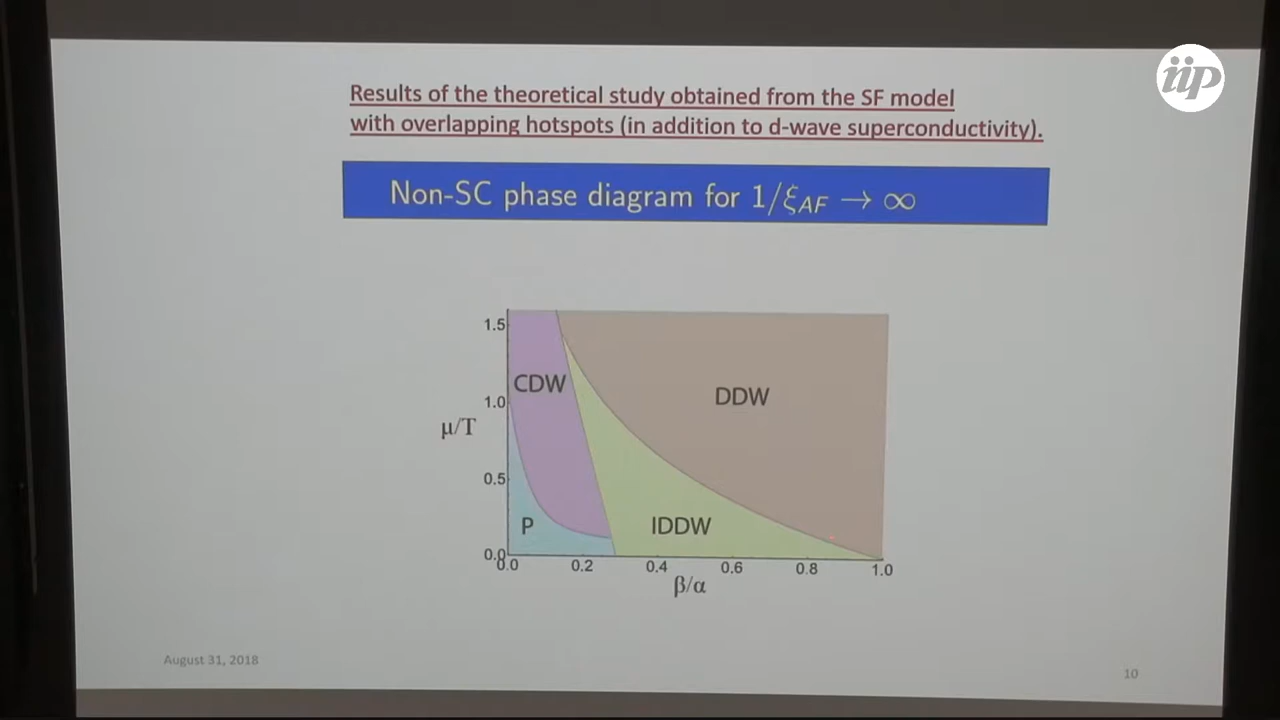 iip
Results of the theoretical study obtained from the SF model
with overlapping hotspots (in addition to d-wave superconductivity).
Non-SC phase diagram for 1/ξ_AF → ∞
1.5
CDW
DDW
1.0
μ/T
0.5
P
IDDW
0.0
0.0 0.2 0.4 0.6 0.8 1.0
β/α
August 31, 2018
10